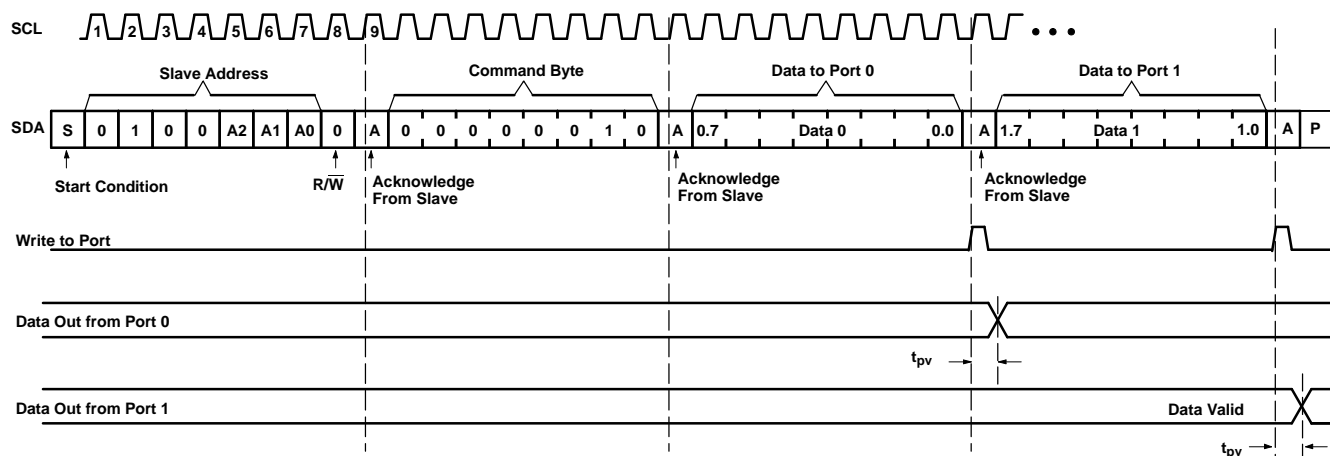 SCL 1 2 3 4 5 6 7 8 9
Slave Address Command Byte Data to Port 0 Data to Port 1
SDA S 0 1 0 0 A2 A1 A0 0 A 0 0 0 0 0 0 1 0 A 0.7 Data 0 0.0 A 1.7 Data 1 1.0 A P
Start Condition R/W̅ Acknowledge From Slave Acknowledge From Slave Acknowledge From Slave
Write to Port
Data Out from Port 0
tpv
Data Out from Port 1 Data Valid
tpv